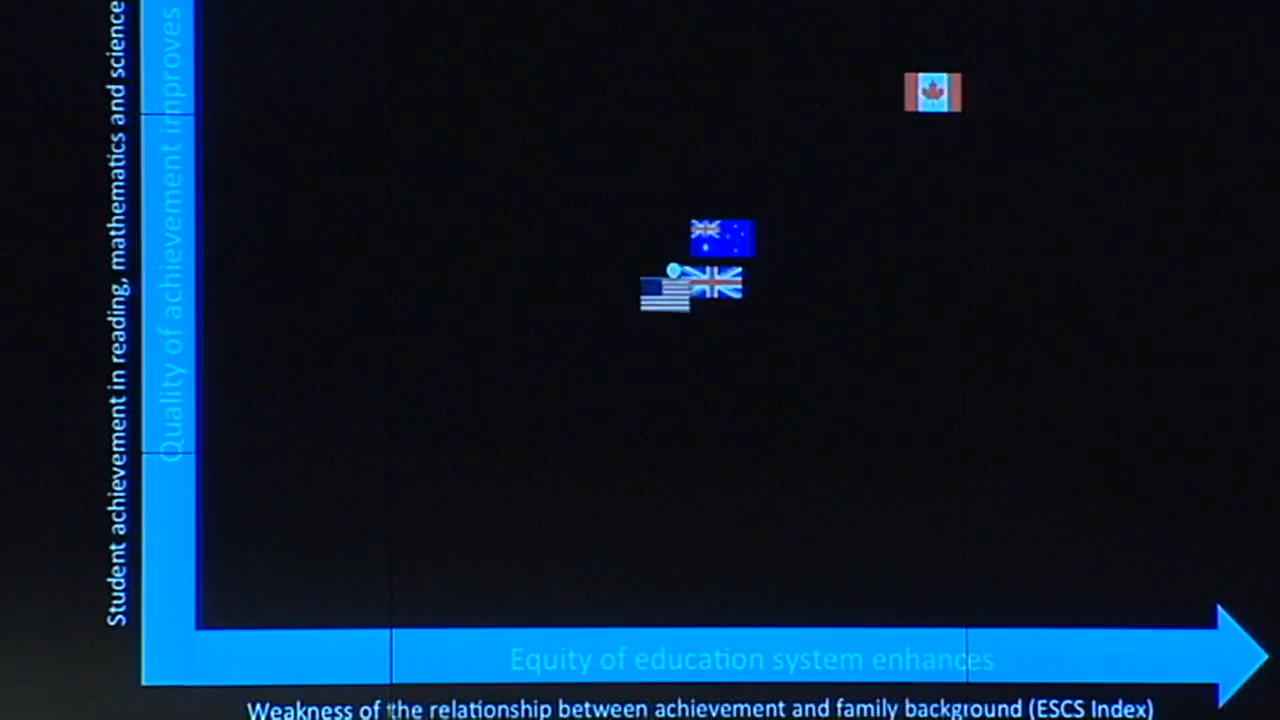 Student achievement in reading, mathematics and science
Quality of achievement improves
Equity of education system enhances
Weakness of the relationship between achievement and family background (ESCS Index)